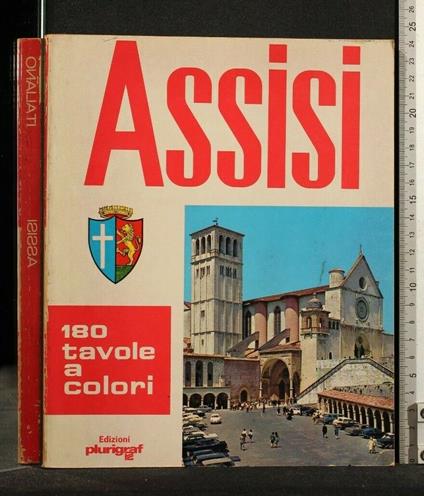 ITALIANO
ASSISI
ASSISI
180
tavole
a
colori
Edizioni
plurigraf